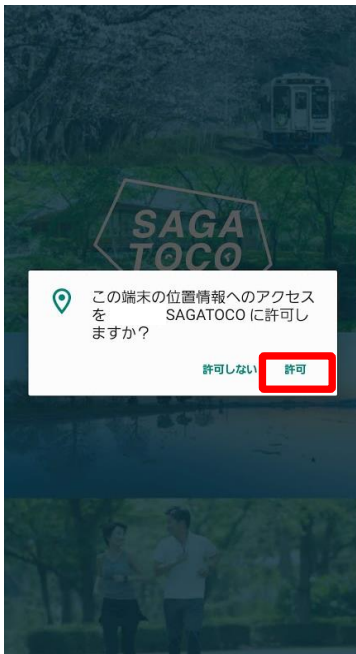 SAGA
TOCO
この端末の位置情報へのアクセス
を SAGATOCO に許可し
ますか？
許可しない 許可